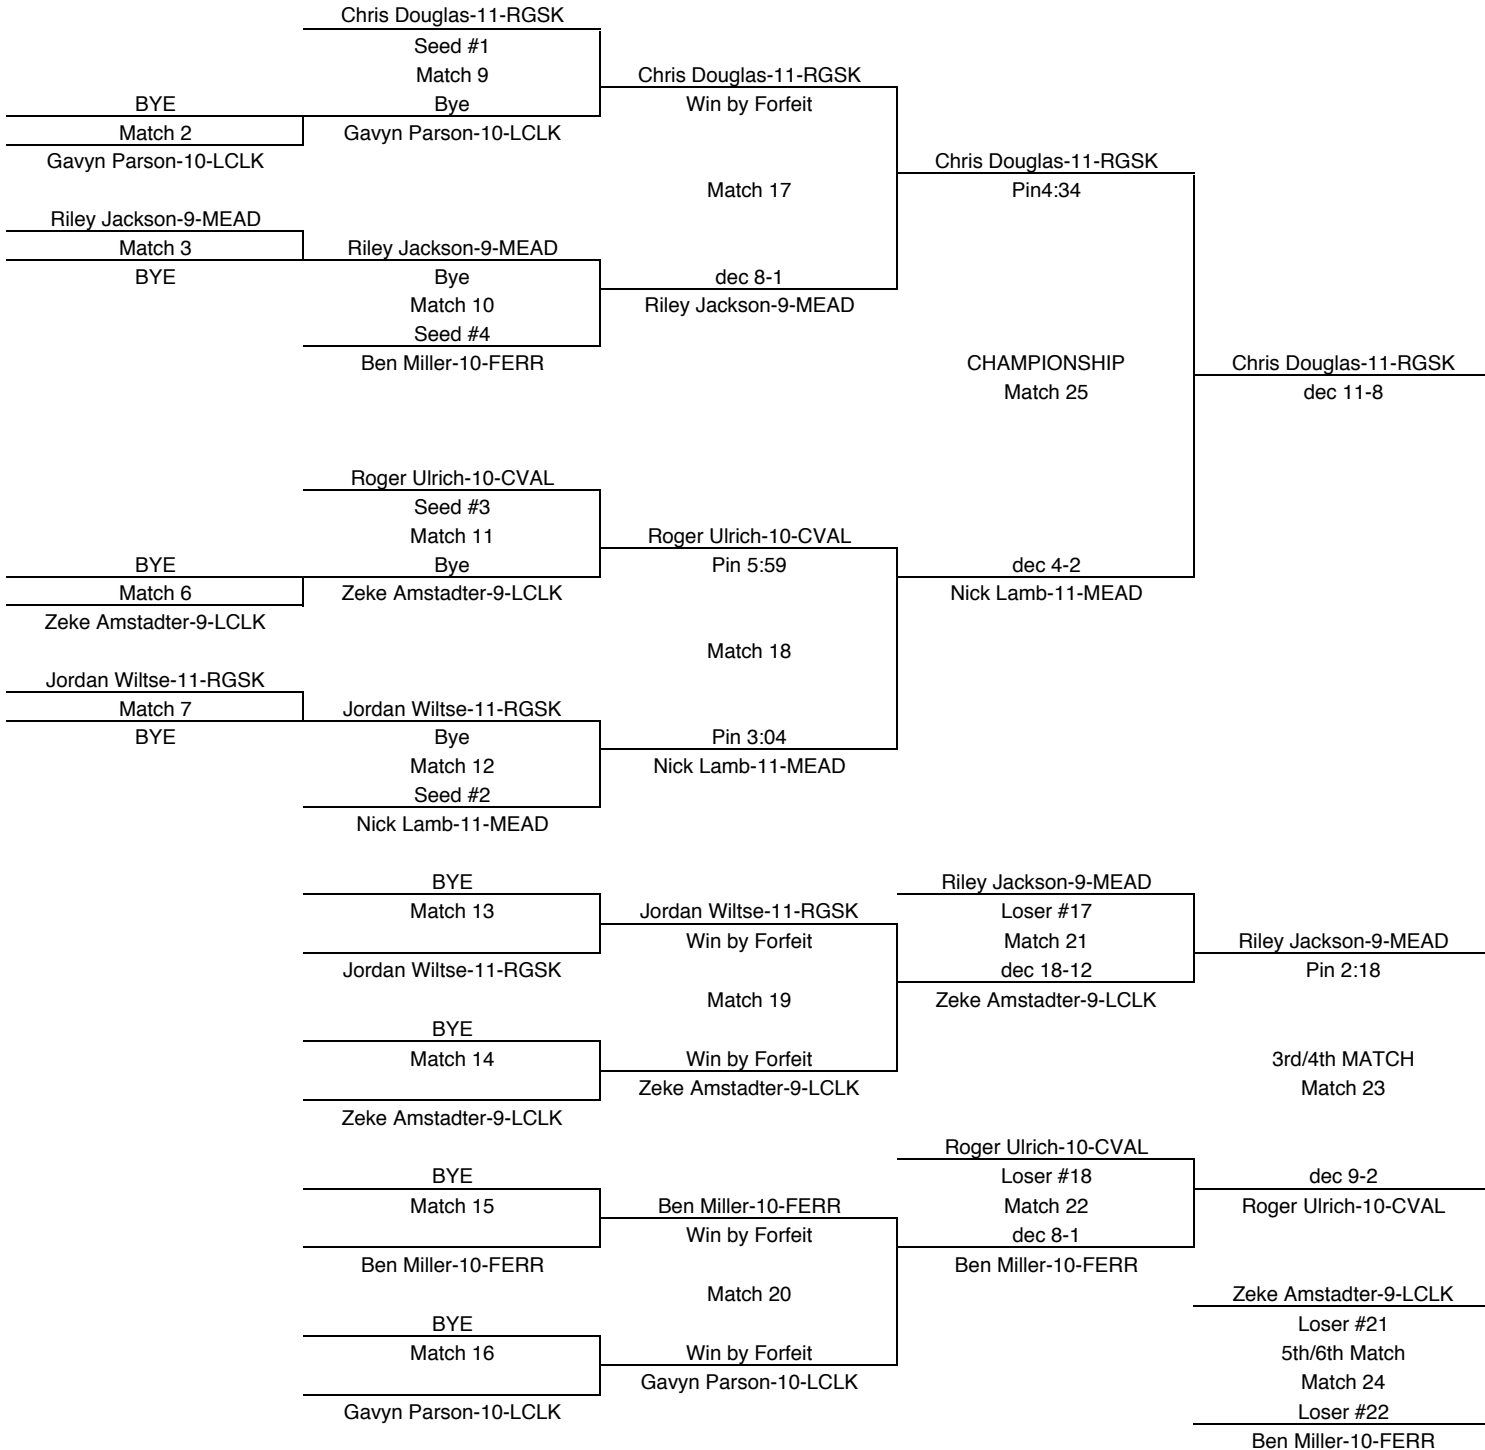 Chris Douglas-11-RGSK
Seed #1
Match 9
Chris Douglas-11-RGSK
BYE
Bye
Win by Forfeit
Match 2
Gavyn Parson-10-LCLK
Gavyn Parson-10-LCLK
Chris Douglas-11-RGSK
Match 17
Pin4:34
Riley Jackson-9-MEAD
Match 3
Riley Jackson-9-MEAD
BYE
Bye
dec 8-1
Match 10
Riley Jackson-9-MEAD
Seed #4
Ben Miller-10-FERR
CHAMPIONSHIP
Chris Douglas-11-RGSK
Match 25
dec 11-8
Roger Ulrich-10-CVAL
Seed #3
Match 11
Roger Ulrich-10-CVAL
BYE
Bye
Pin 5:59
dec 4-2
Match 6
Zeke Amstadter-9-LCLK
Nick Lamb-11-MEAD
Zeke Amstadter-9-LCLK
Match 18
Jordan Wiltse-11-RGSK
Match 7
Jordan Wiltse-11-RGSK
BYE
Bye
Pin 3:04
Match 12
Nick Lamb-11-MEAD
Seed #2
Nick Lamb-11-MEAD
BYE
Riley Jackson-9-MEAD
Match 13
Jordan Wiltse-11-RGSK
Loser #17
Win by Forfeit
Match 21
Riley Jackson-9-MEAD
Jordan Wiltse-11-RGSK
dec 18-12
Pin 2:18
Match 19
Zeke Amstadter-9-LCLK
BYE
Match 14
Win by Forfeit
3rd/4th MATCH
Zeke Amstadter-9-LCLK
Match 23
Zeke Amstadter-9-LCLK
Roger Ulrich-10-CVAL
BYE
Loser #18
dec 9-2
Match 15
Ben Miller-10-FERR
Match 22
Roger Ulrich-10-CVAL
Win by Forfeit
dec 8-1
Ben Miller-10-FERR
Ben Miller-10-FERR
Match 20
Zeke Amstadter-9-LCLK
BYE
Loser #21
Match 16
Win by Forfeit
5th/6th Match
Gavyn Parson-10-LCLK
Match 24
Gavyn Parson-10-LCLK
Loser #22
Ben Miller-10-FERR